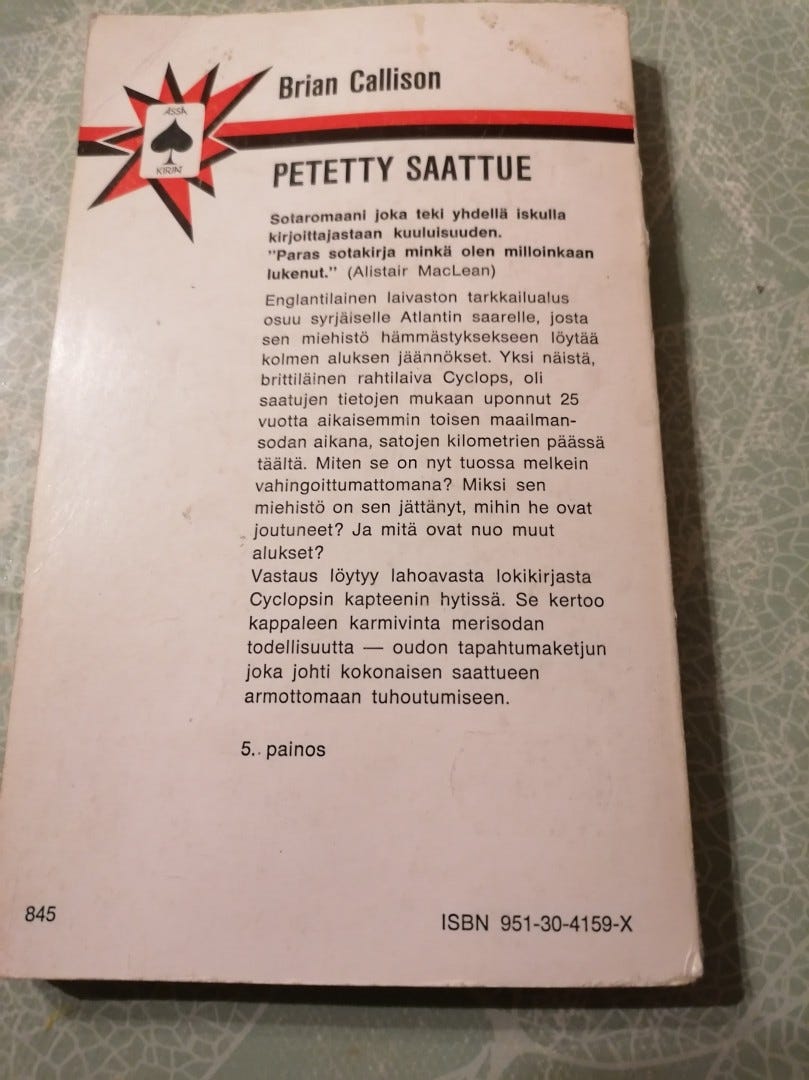 ÄSSÄ
KIRJAT
Brian Callison
PETETTY SAATTUE
Sotaromaani joka teki yhdellä iskulla
kirjoittajastaan kuuluisuuden.
"Paras sotakirja minkä olen milloinkaan
lukenut." (Alistair MacLean)
Englantilainen laivaston tarkkailualus
osuu syrjäiselle Atlantin saarelle, josta
sen miehistö hämmästyksekseen löytää
kolmen aluksen jäännökset. Yksi näistä,
brittiläinen rahtilaiva Cyclops, oli
saatujen tietojen mukaan uponnut 25
vuotta aikaisemmin toisen maailman-
sodan aikana, satojen kilometrien päässä
täältä. Miten se on nyt tuossa melkein
vahingoittumattomana? Miksi sen
miehistö on sen jättänyt, mihin he ovat
joutuneet? Ja mitä ovat nuo muut
alukset?
Vastaus löytyy lahoavasta lokikirjasta
Cyclopsin kapteenin hytissä. Se kertoo
kappaleen karmivinta merisodan
todellisuutta — oudon tapahtumaketjun
joka johti kokonaisen saattueen
armottomaan tuhoutumiseen.
5. painos
845
ISBN 951-30-4159-X